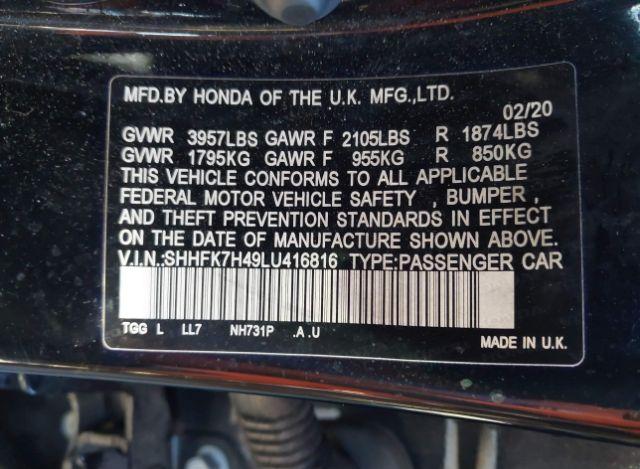 MFD.BY HONDA OF THE U.K. MFG.,LTD.
02/20
GVWR 3957LBS GAWR F 2105LBS R 1874LBS
GVWR 1795KG GAWR F 955KG R 850KG
THIS VEHICLE CONFORMS TO ALL APPLICABLE
FEDERAL MOTOR VEHICLE SAFETY , BUMPER ,
AND THEFT PREVENTION STANDARDS IN EFFECT
ON THE DATE OF MANUFACTURE SHOWN ABOVE.
V.I.N.:SHHFK7H49LU416816 TYPE:PASSENGER CAR
TGG L LL7 NH731P .A .U
MADE IN U.K.